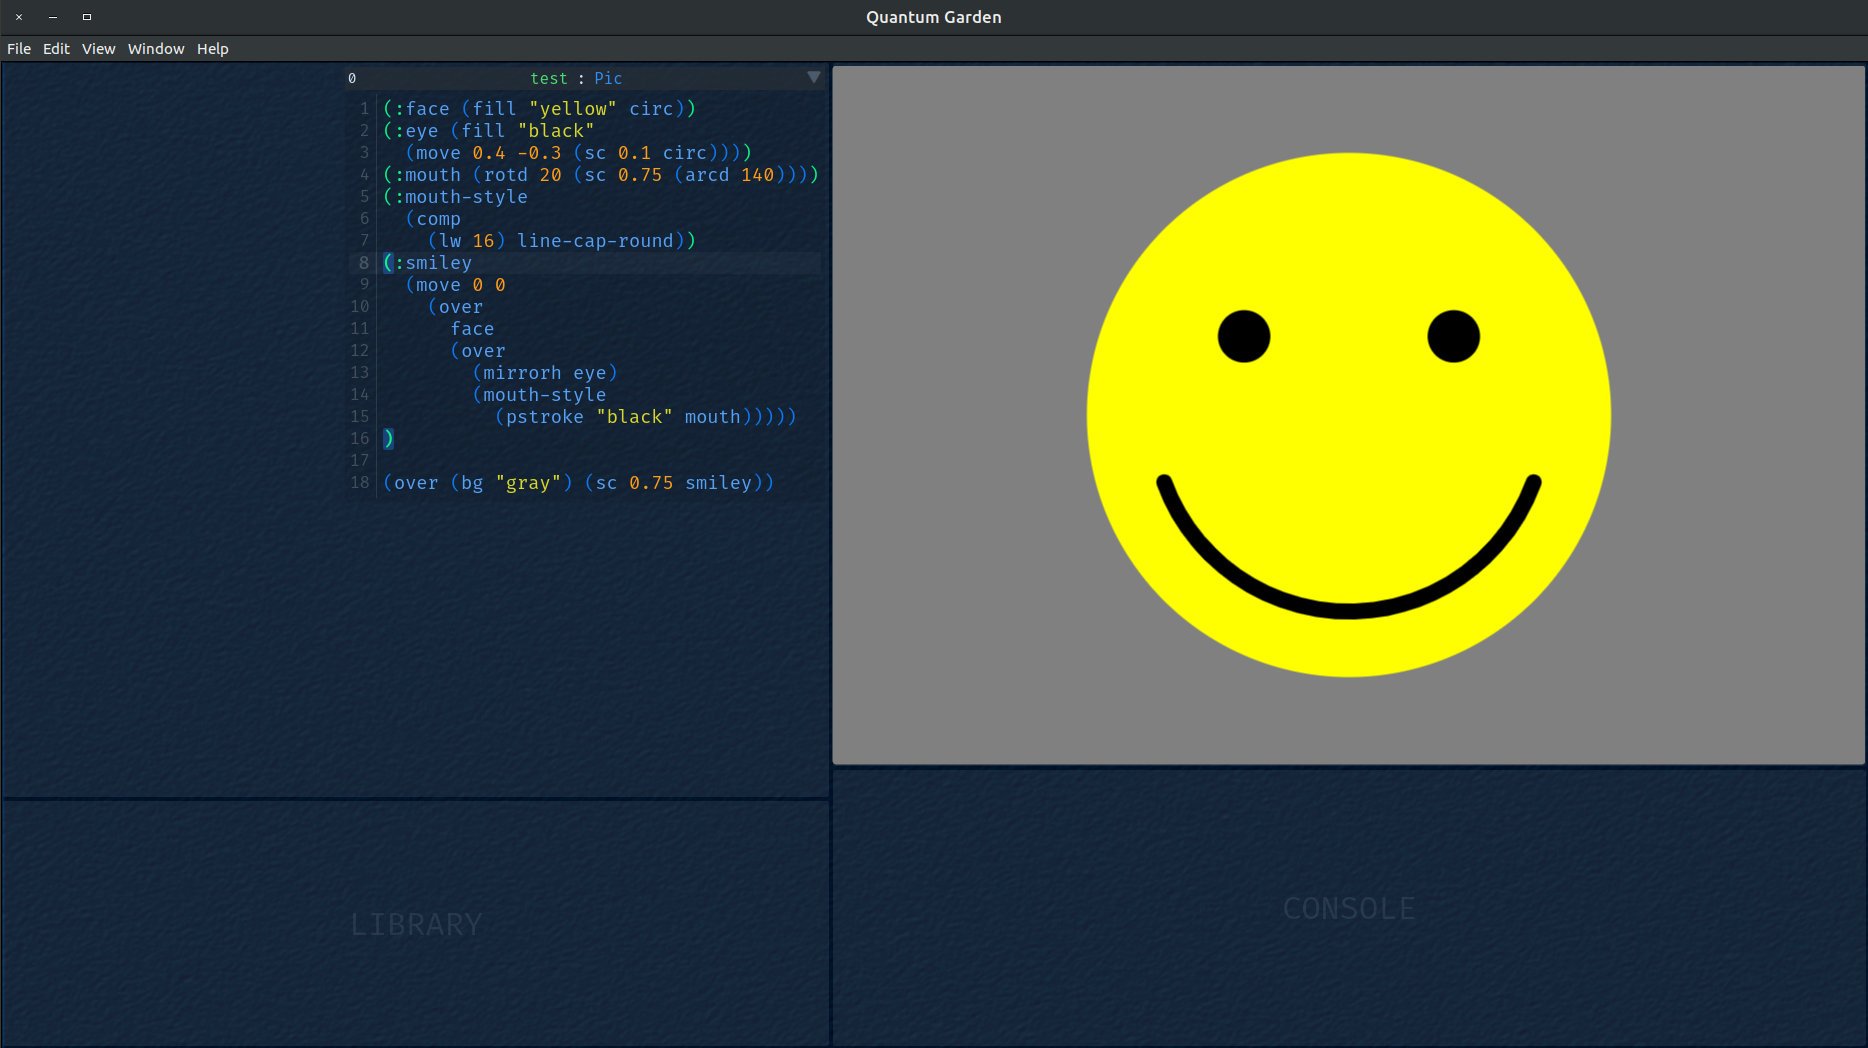 Quantum Garden
File Edit View Window Help
0 test : Pic
1 (:face (fill "yellow" circ))
2 (:eye (fill "black"
3 (move 0.4 -0.3 (sc 0.1 circ))))
4 (:mouth (rotd 20 (sc 0.75 (arcd 140))))
5 (:mouth-style
6 (comp
7 (lw 16) line-cap-round))
8 (:smiley
9 (move 0 0
10 (over
11 face
12 (over
13 (mirrorh eye)
14 (mouth-style
15 (pstroke "black" mouth)))))
16 )
17
18 (over (bg "gray") (sc 0.75 smiley))
LIBRARY
CONSOLE